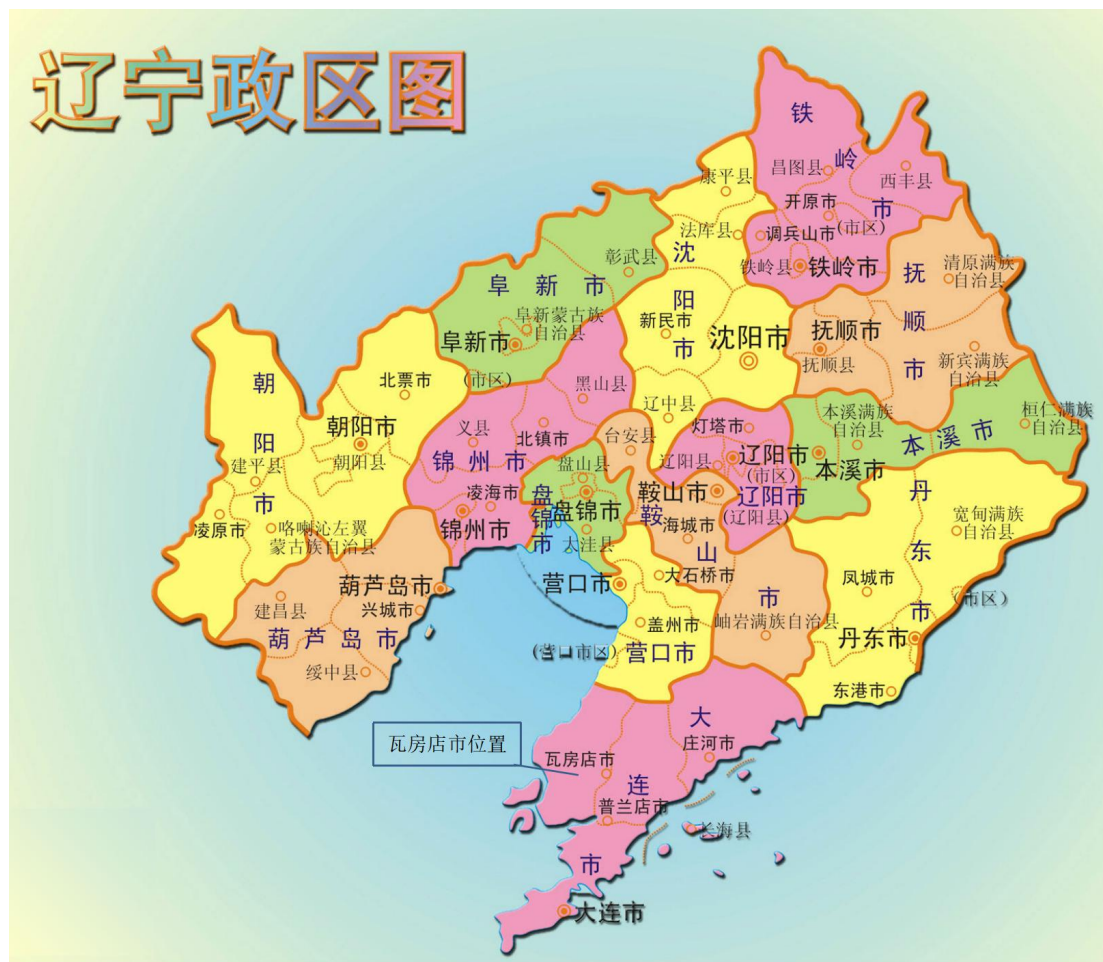 辽宁政区图
铁
岭
市
昌图县
西丰县
康平县
开原市
法库县
调兵山市
(市区)
铁岭县
铁岭市
沈
阳
市
彰武县
阜新市
阜新蒙古族
自治县
阜新市
(市区)
新民市
沈阳市
抚
顺
市
清原满族
自治县
抚顺市
抚顺县
新宾满族
自治县
朝
阳
市
北票市
朝阳市
朝阳县
建平县
凌原市
喀喇沁左翼
蒙古族自治县
黑山县
义县
北镇市
锦州市
凌海市
锦州市
辽中县
台安县
灯塔市
辽阳县
辽阳市
(市区)
辽阳市
(辽阳县)
本溪满族
自治县
本溪市
本溪市
桓仁满族
自治县
盘山县
盘
锦
市
盘锦市
大洼县
鞍山市
鞍
山
市
海城市
岫岩满族自治县
丹
东
市
宽甸满族
自治县
凤城市
(市区)
丹东市
东港市
葫芦岛市
建昌县
兴城市
葫芦岛市
绥中县
营口市
大石桥市
盖州市
(营口市区)
营口市
瓦房店市位置
大
连
市
庄河市
瓦房店市
普兰店市
长海县
大连市